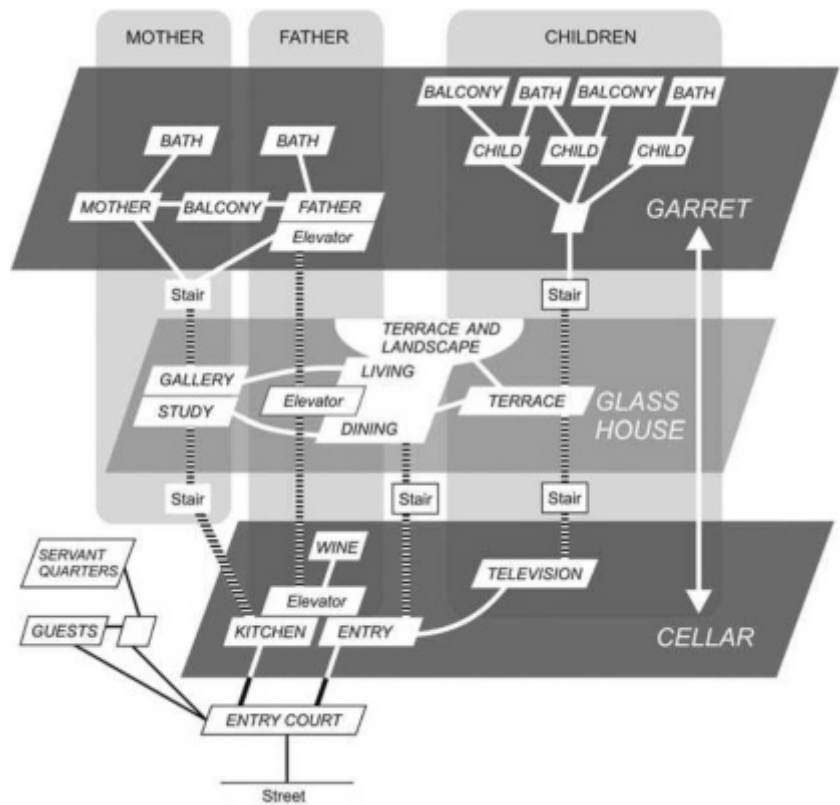 MOTHER
FATHER
CHILDREN
BALCONY
BATH
BALCONY
BATH
BATH
BATH
CHILD
CHILD
CHILD
MOTHER
BALCONY
FATHER
GARRET
Elevator
Stair
Stair
TERRACE AND
LANDSCAPE
GALLERY
LIVING
STUDY
Elevator
TERRACE
GLASS
HOUSE
DINING
Stair
Stair
Stair
WINE
SERVANT
QUARTERS
TELEVISION
Elevator
GUESTS
KITCHEN
ENTRY
CELLAR
ENTRY COURT
Street